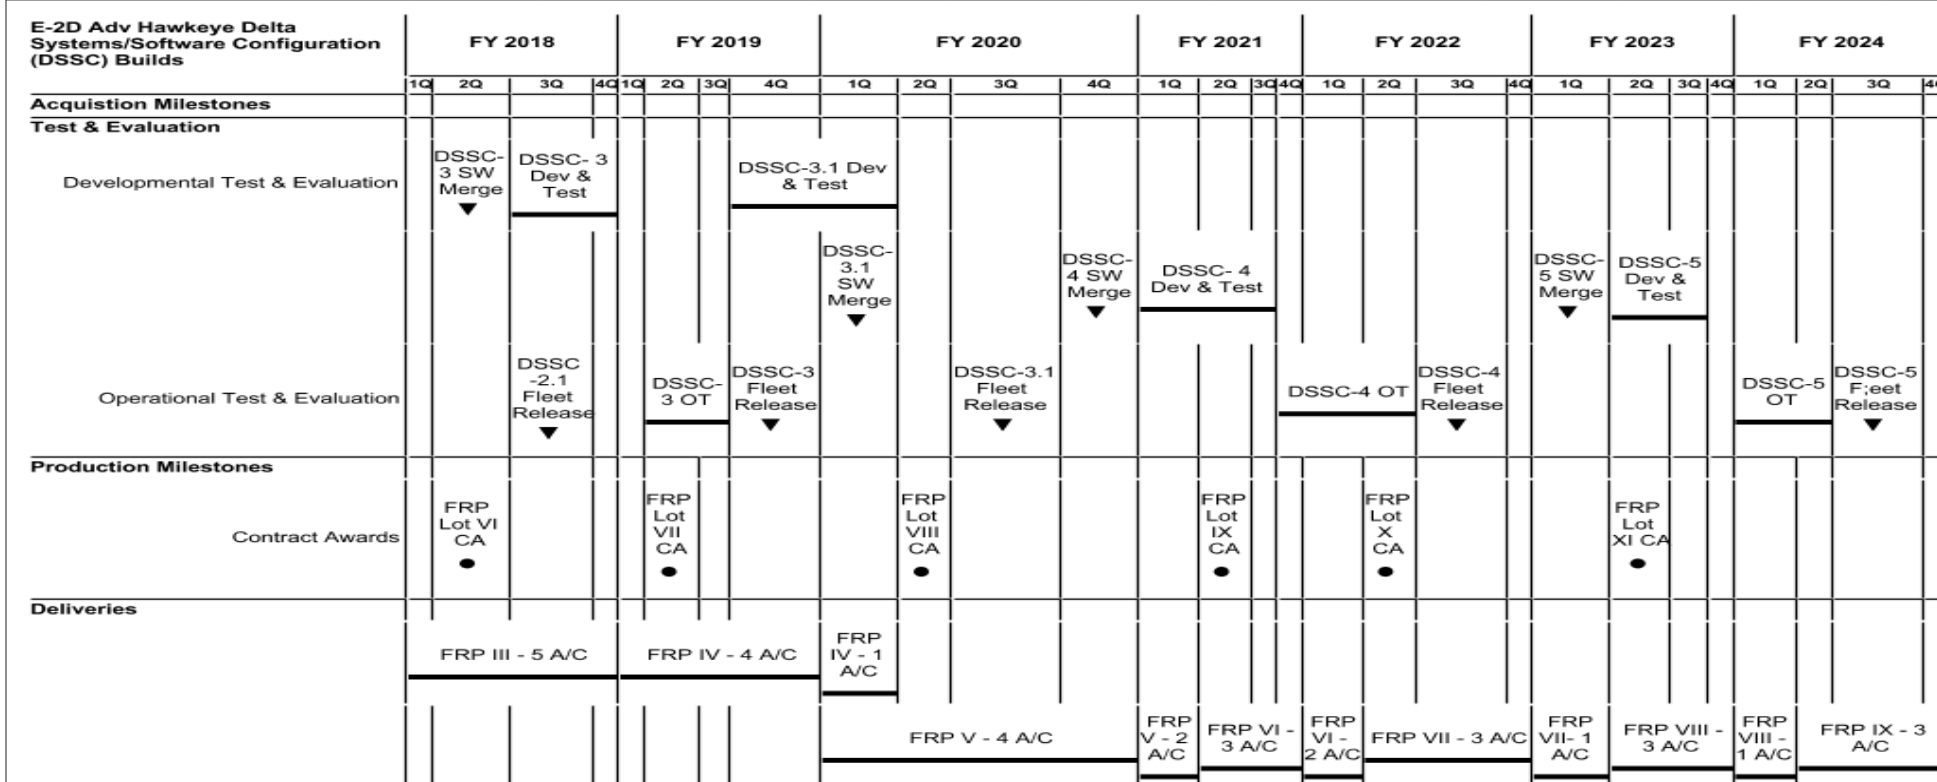 E-2D Adv Hawkeye Delta
Systems/Software Configuration
(DSSC) Builds
FY 2018 FY 2019 FY 2020 FY 2021 FY 2022 FY 2023 FY 2024
1Q 2Q 3Q 4Q 1Q 2Q 3Q 4Q 1Q 2Q 3Q 4Q 1Q 2Q 3Q 4Q 1Q 2Q 3Q 4Q 1Q 2Q 3Q 4Q 1Q 2Q 3Q
Acquistion Milestones
Test & Evaluation
Developmental Test & Evaluation
DSSC-
3 SW
Merge
DSSC- 3
Dev &
Test
DSSC-3.1 Dev
& Test
DSSC-
3.1
SW
Merge
DSSC-
4 SW
Merge
DSSC- 4
Dev & Test
DSSC-
5 SW
Merge
DSSC-5
Dev &
Test
Operational Test & Evaluation
DSSC
-2.1
Fleet
Release
DSSC-
3 OT
DSSC-3
Fleet
Release
DSSC-3.1
Fleet
Release
DSSC-4 OT
DSSC-4
Fleet
Release
DSSC-5
OT
DSSC-5
F;eet
Release
Production Milestones
Contract Awards
FRP
Lot VI
CA
FRP
Lot
VII
CA
FRP
Lot
VIII
CA
FRP
Lot
IX
CA
FRP
Lot
X
CA
FRP
Lot
XI CA
Deliveries
FRP III - 5 A/C
FRP IV - 4 A/C
FRP
IV - 1
A/C
FRP V - 4 A/C
FRP
V - 2
A/C
FRP VI -
3 A/C
FRP
VI -
2 A/C
FRP VII - 3 A/C
FRP
VII- 1
A/C
FRP VIII -
3 A/C
FRP
VIII -
1 A/C
FRP IX - 3
A/C